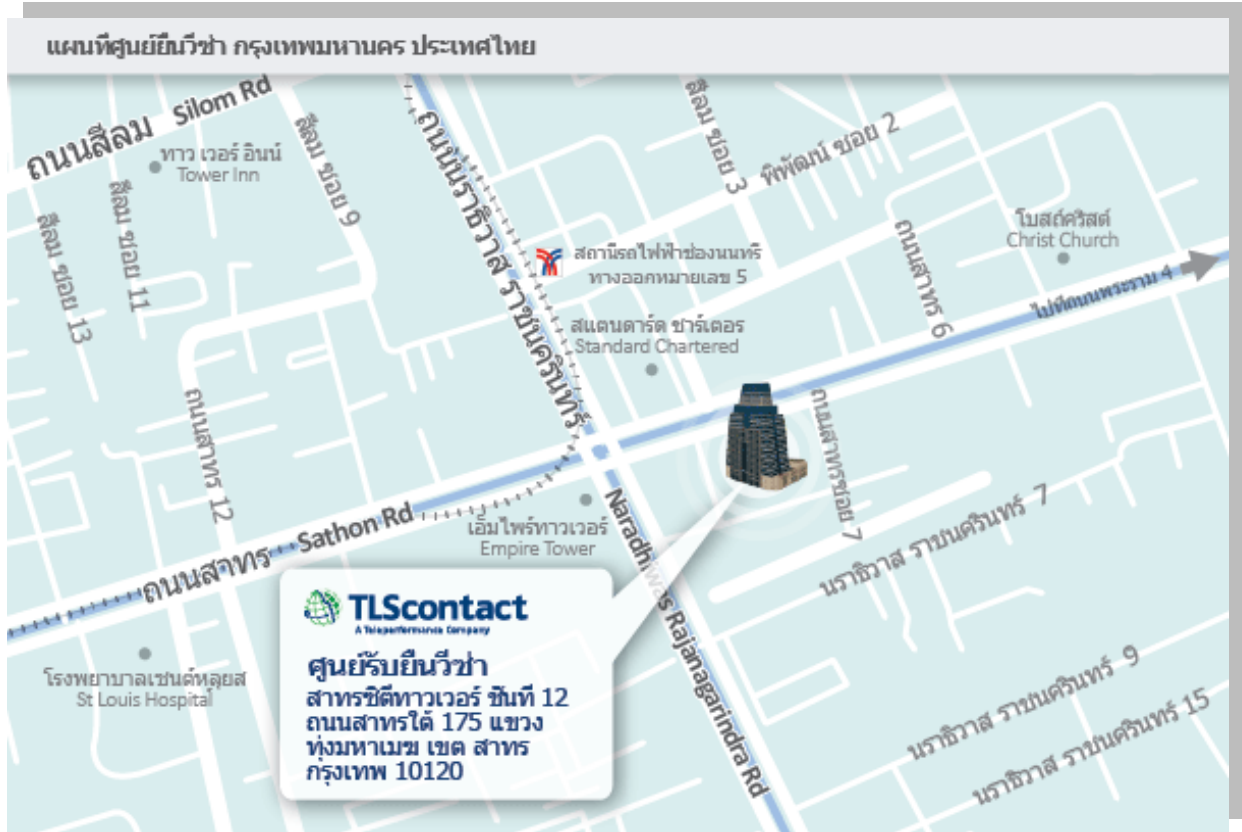 แผนที่ศูนย์ยื่นวีซ่า กรุงเทพมหานคร ประเทศไทย
ถนนสีลม Silom Rd
ทาว เวอร์ อินน์
Tower Inn
สีลม ซอย 9
สีลม ซอย 11
สีลม ซอย 13
ถนนนราธิวาส ราชนครินทร์
สีลม ซอย 3
พิพัฒน์ ซอย 2
สถานีรถไฟฟ้าช่องนนทรี
ทางออกหมายเลข 5
ถนนสาทร 6
โบสถ์คริสต์
Christ Church
ไปที่ถนนพระราม 4
สแตนดาร์ด ชาร์เตอร
Standard Chartered
ถนนสาทร 12
ถนนสาทรซอย 7
ถนนสาทร Sathon Rd
เอ็มไพร์ทาวเวอร์
Empire Tower
Naradhiwas Rajanagarindra Rd
นราธิวาส ราชนครินทร์ 7
นราธิวาส ราชนครินทร์ 9
นราธิวาส ราชนครินทร์ 15
โรงพยาบาลเซนต์หลุยส
St Louis Hospital
TLScontact
A Teleperformance Company
ศูนย์รับยื่นวีซ่า
สาทรซิตี้ทาวเวอร์ ชั้นที่ 12
ถนนสาทรใต้ 175 แขวง
ทุ่งมหาเมฆ เขต สาทร
กรุงเทพ 10120